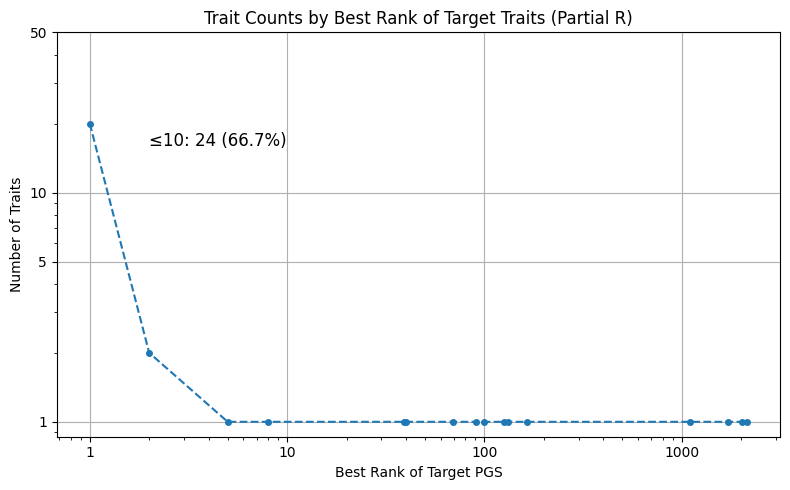 Trait Counts by Best Rank of Target Traits (Partial R)
50
≤10: 24 (66.7%)
10
5
1
Number of Traits
1
10
100
1000
Best Rank of Target PGS